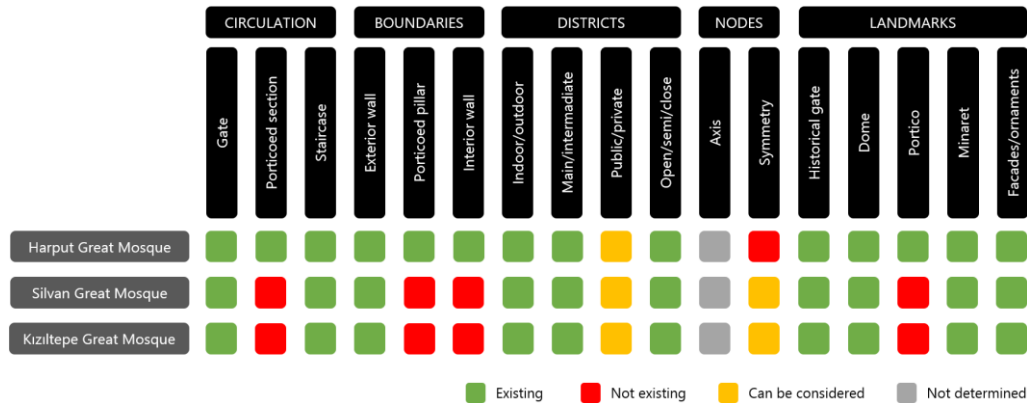 CIRCULATION
BOUNDARIES
DISTRICTS
NODES
LANDMARKS
Gate
Porticoed section
Staircase
Exterior wall
Porticoed pillar
Interior wall
Indoor/outdoor
Main/intermadiate
Public/private
Open/semi/close
Axis
Symmetry
Historical gate
Dome
Portico
Minaret
Facades/ornaments
Harput Great Mosque
Silvan Great Mosque
Kızıltepe Great Mosque
Existing
Not existing
Can be considered
Not determined